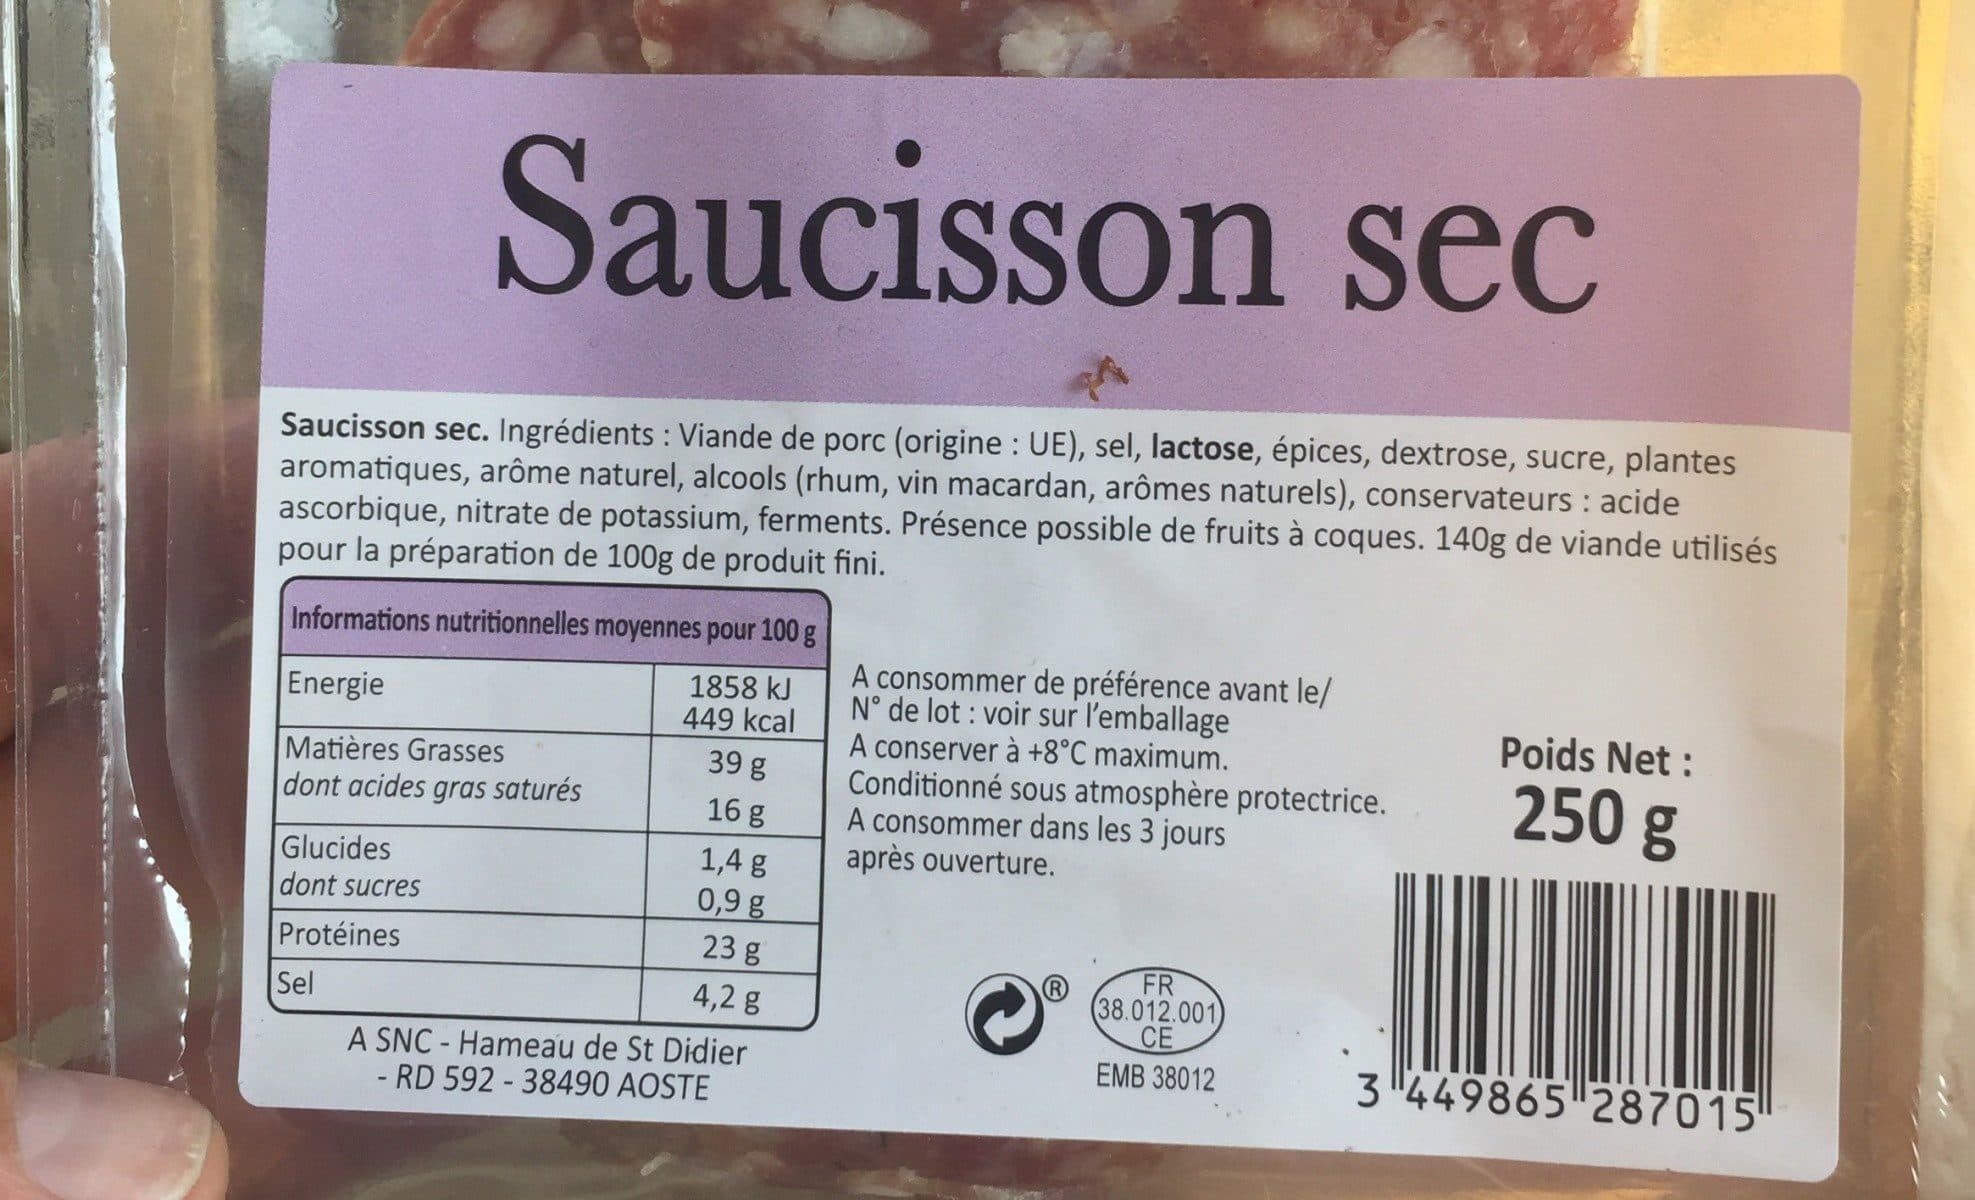 Saucisson sec
Saucisson sec. Ingrédients : Viande de porc (origine : UE), sel, lactose, épices, dextrose, sucre, plantes
aromatiques, arôme naturel, alcools (rhum, vin macardan, arômes naturels), conservateurs : acide
ascorbique, nitrate de potassium, ferments. Présence possible de fruits à coques. 140g de viande utilisés
pour la préparation de 100g de produit fini.
Informations nutritionnelles moyennes pour 100 g
Energie 1858 kJ
449 kcal
Matières Grasses 39 g
dont acides gras saturés 16 g
Glucides 1,4 g
dont sucres 0,9 g
Protéines 23 g
Sel 4,2 g
A SNC - Hameau de St Didier
- RD 592 - 38490 AOSTE
A consommer de préférence avant le/
N° de lot : voir sur l'emballage
A conserver à +8°C maximum.
Conditionné sous atmosphère protectrice.
A consommer dans les 3 jours
après ouverture.
®
FR
38.012.001
CE
EMB 38012
Poids Net :
250 g
3 449865 287015